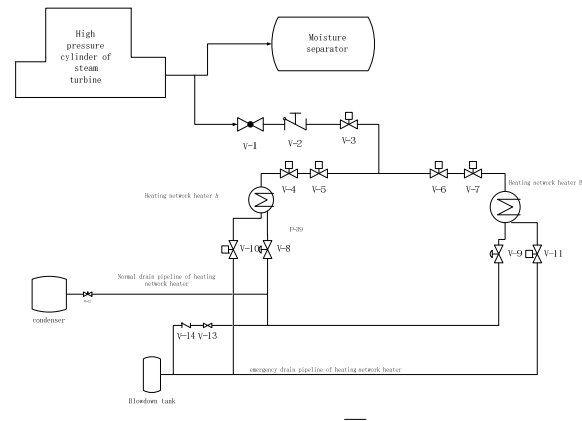 High
pressure
cylinder of
steam
turbine
Moisture
separator
V-1
V-2
V-3
V-4
V-5
V-6
V-7
Heating network heater A
Heating network heater B
P-39
V-10
V-8
V-9
V-11
Normal drain pipeline of heating
network heater
condenser
V-14
V-13
emergency drain pipeline of heating network heater
Blowdown tank